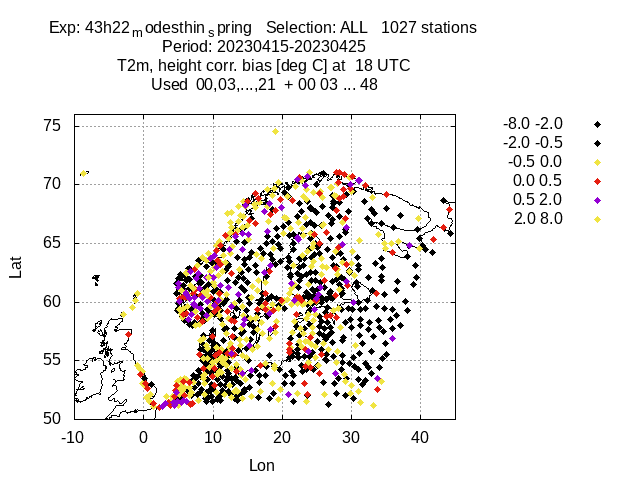 Exp: 43h22modesthinspring   Selection: ALL   1027 stations
Period: 20230415-20230425
T2m, height corr. bias [deg C] at  18 UTC
Used  00,03,...,21  + 00 03 ... 48
-8.0 -2.0
-2.0 -0.5
-0.5 0.0
0.0 0.5
0.5 2.0
2.0 8.0
75
70
65
60
55
50
Lat
-10 0 10 20 30 40
Lon